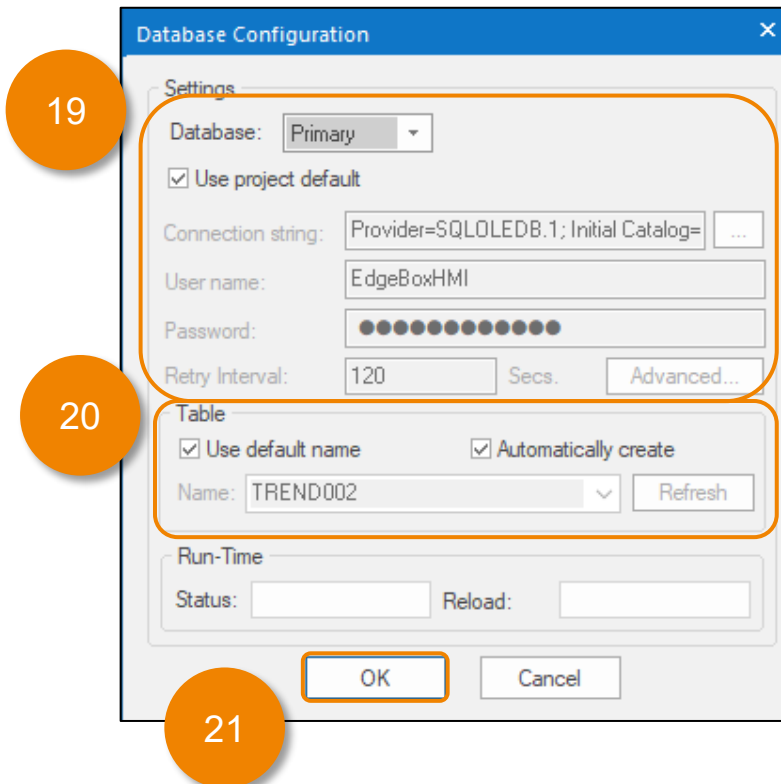 Database Configuration
19
Settings
Database: Primary
Use project default
Connection string: Provider=SQLOLEDB.1; Initial Catalog= ...
User name: EdgeBoxHMI
Password: ●●●●●●●●●●●●
Retry Interval: 120 Secs. Advanced...
20
Table
Use default name Automatically create
Name: TREND002 Refresh
Run-Time
Status: Reload:
OK Cancel
21